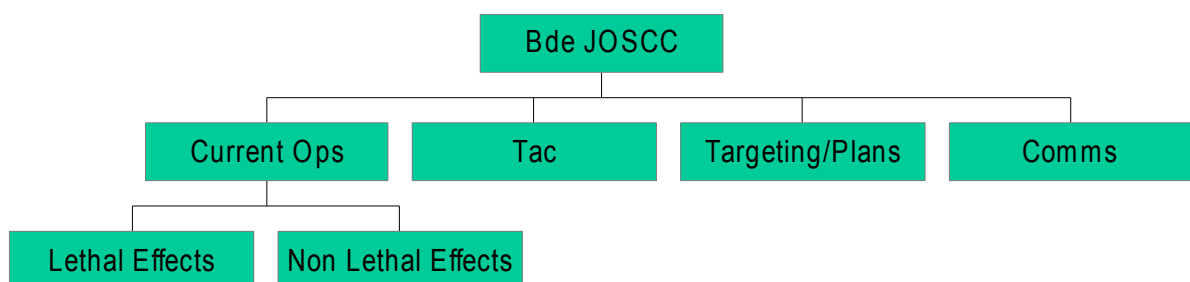 Bde JOSCC
Current Ops
Tac
Targeting/Plans
Comms
Lethal Effects
Non Lethal Effects